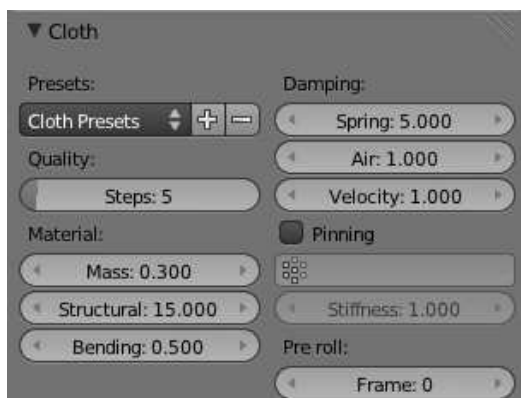 Cloth
Presets:
Cloth Presets
Quality:
Steps: 5
Material:
Mass: 0.300
Structural: 15.000
Bending: 0.500
Damping:
Spring: 5.000
Air: 1.000
Velocity: 1.000
Pinning
Stiffness: 1.000
Pre roll:
Frame: 0